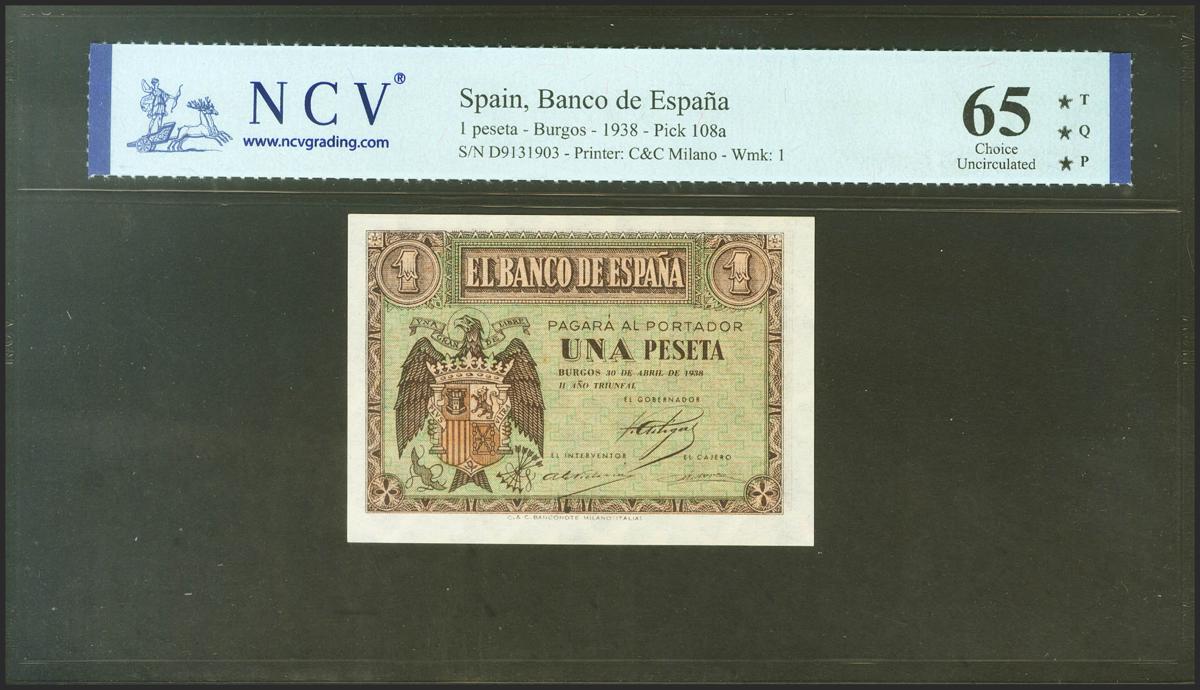 NCV®
www.ncvgrading.com
Spain, Banco de España
1 peseta - Burgos - 1938 - Pick 108a
S/N D9131903 - Printer: C&C Milano - Wmk: 1
65
Choice
Uncirculated
★ T
★ Q
★ P
1
EL BANCO DE ESPAÑA
1
UNA GRANDE LIBRE
PAGARÁ AL PORTADOR
UNA PESETA
BURGOS 30 DE ABRIL DE 1938
II AÑO TRIUNFAL
EL GOBERNADOR
EL INTERVENTOR
EL CAJERO
C. & C. BANCONOTE MILANO (ITALIA)